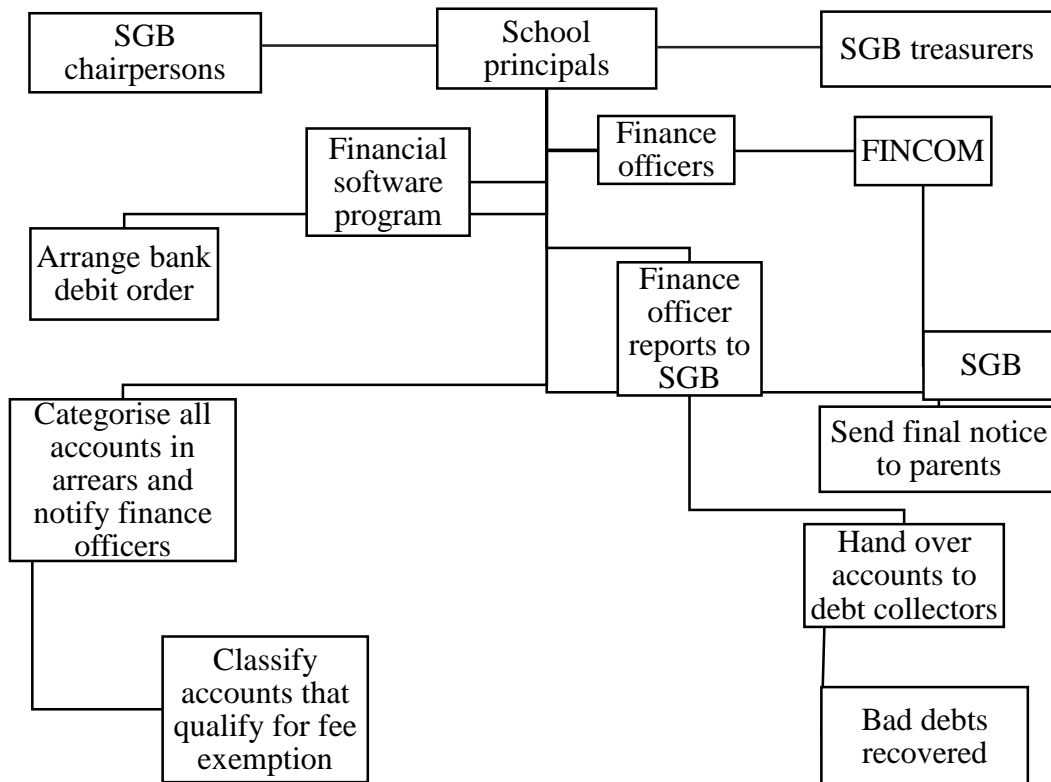 SGB
chairpersons
School
principals
SGB treasurers
Financial
software
program
Finance
officers
FINCOM
Arrange bank
debit order
Finance
officer
reports to
SGB
SGB
Categorise all
accounts in
arrears and
notify finance
officers
Send final notice
to parents
Hand over
accounts to
debt collectors
Classify
accounts that
qualify for fee
exemption
Bad debts
recovered